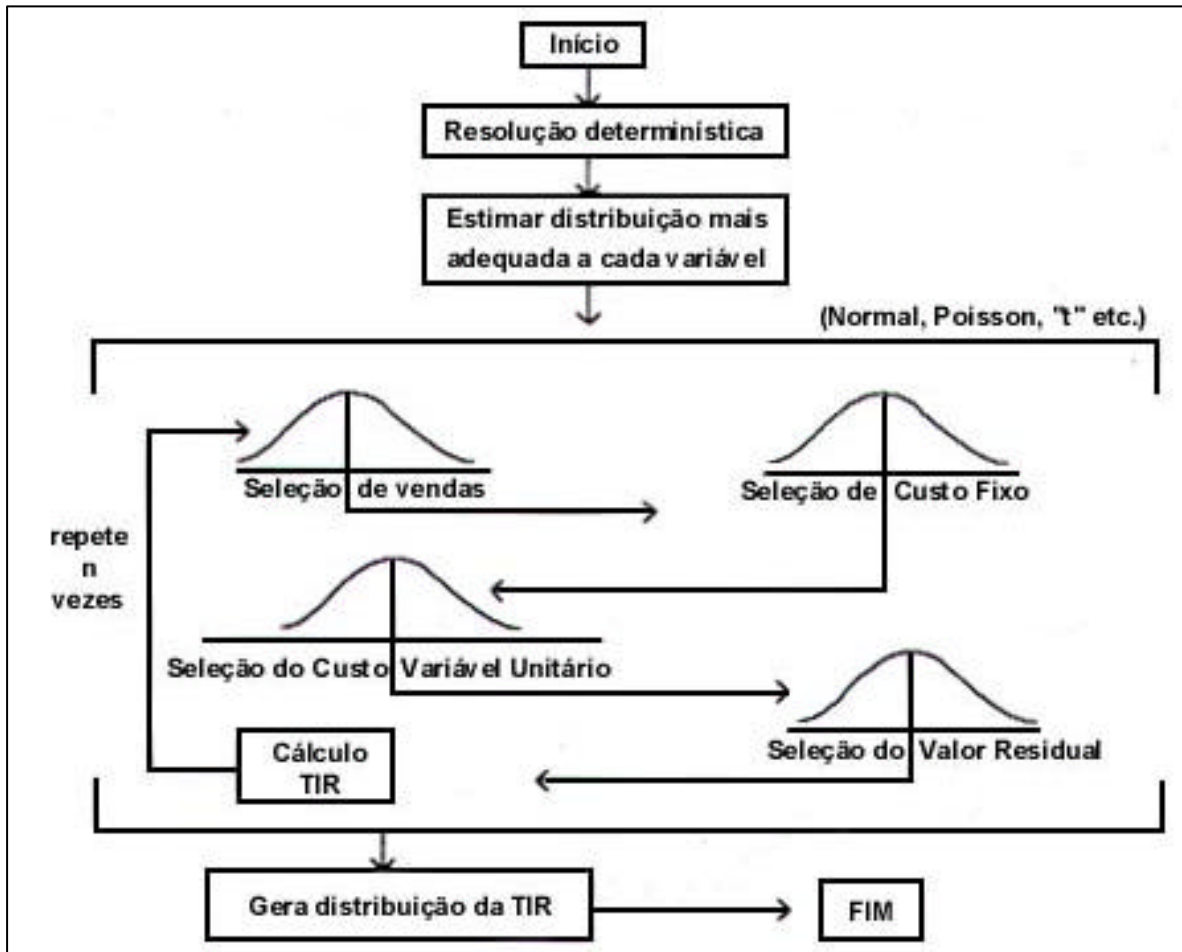 Início
Resolução determinística
Estimar distribuição mais
adequada a cada variável
(Normal, Poisson, "t" etc.)
Seleção de vendas
Seleção de Custo Fixo
repete
n
vezes
Seleção do Custo Variável Unitário
Seleção do Valor Residual
Cálculo
TIR
Gera distribuição da TIR
FIM